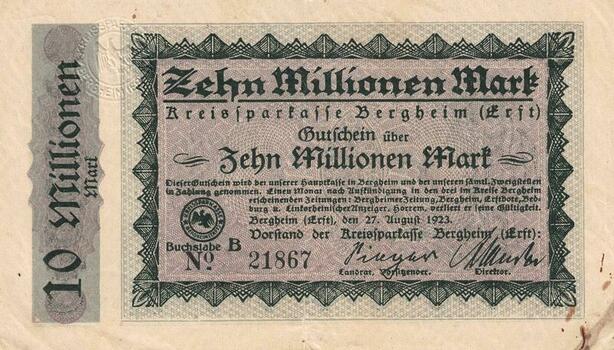 10 Millionen
Mark
Zehn Millionen Mark
Kreissparkasse Bergheim (Erft)
Gutschein über
Zehn Millionen Mark
Dieser Gutschein wird bei unserer Hauptkasse in Bergheim und bei unseren sämtl. Zweigstellen
in Zahlung genommen. Einen Monat nach Aufkündigung in den drei im Kreise Bergheim
erscheinenden Zeitungen: Bergheimer Zeitung, Bergheim, Erftbote, Bed-
burg u. Linkerheinischer Anzeiger, Horrem, verliert er seine Gültigkeit.
Bergheim (Erft), den 27. August 1923.
Vorstand der Kreissparkasse Bergheim (Erft):
Buchstabe B
No 21867
Landrat, Vorsitzender.
Direktor.